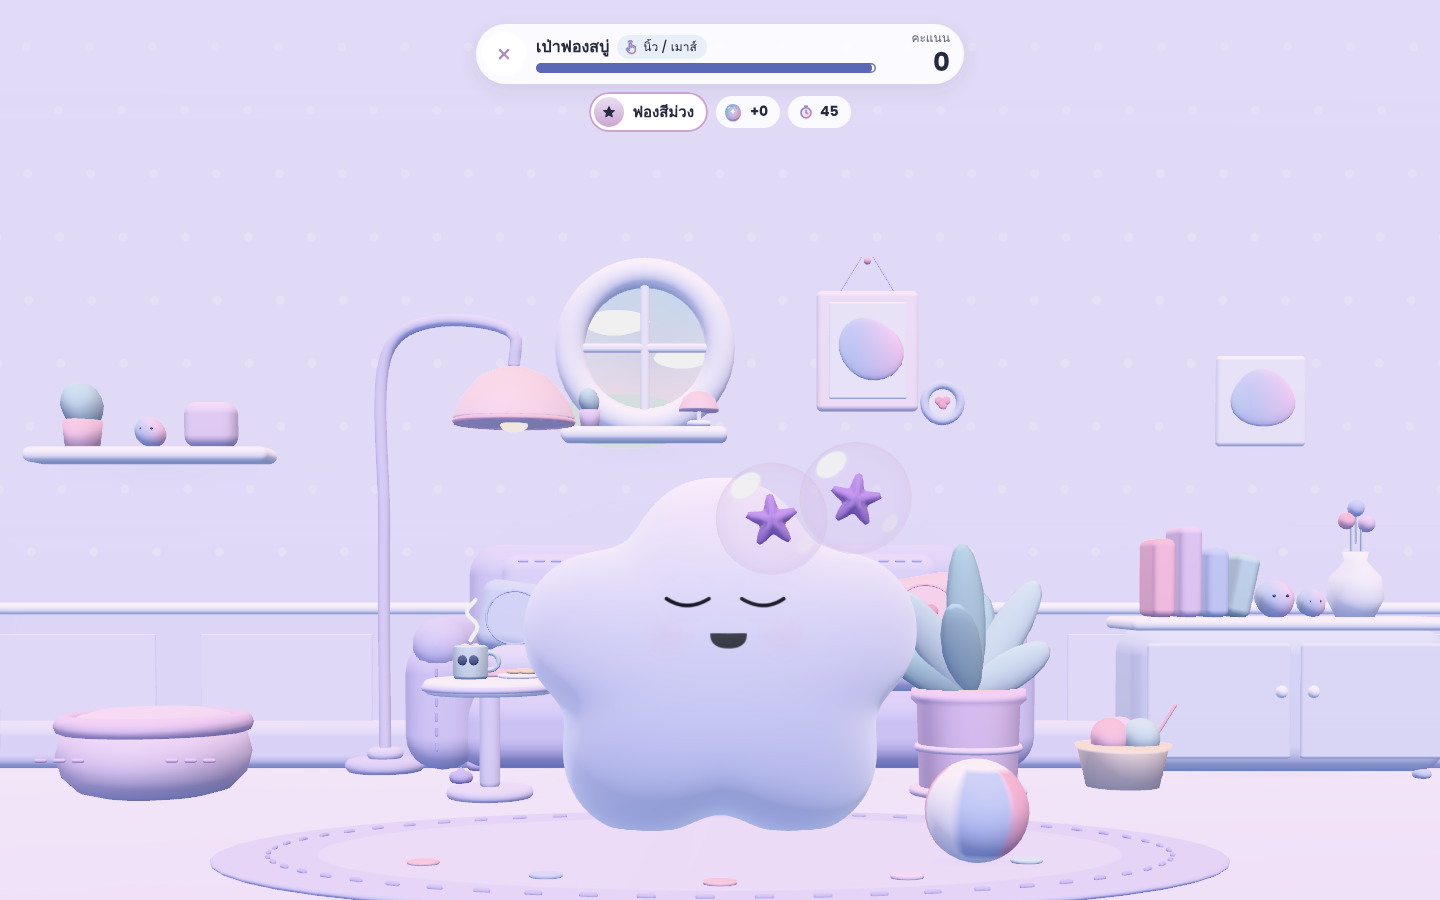 เป่าฟองสบู่
นิ้ว / เมาส์
คะแนน
0
ฟองสีม่วง
+0
45